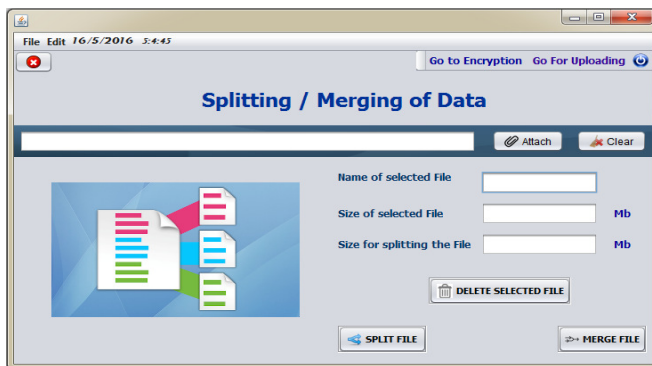 File Edit 16/5/2016 5:4:45
Go to Encryption Go For Uploading
Splitting / Merging of Data
Attach Clear
Name of selected File
Size of selected File Mb
Size for splitting the File Mb
DELETE SELECTED FILE
SPLIT FILE MERGE FILE